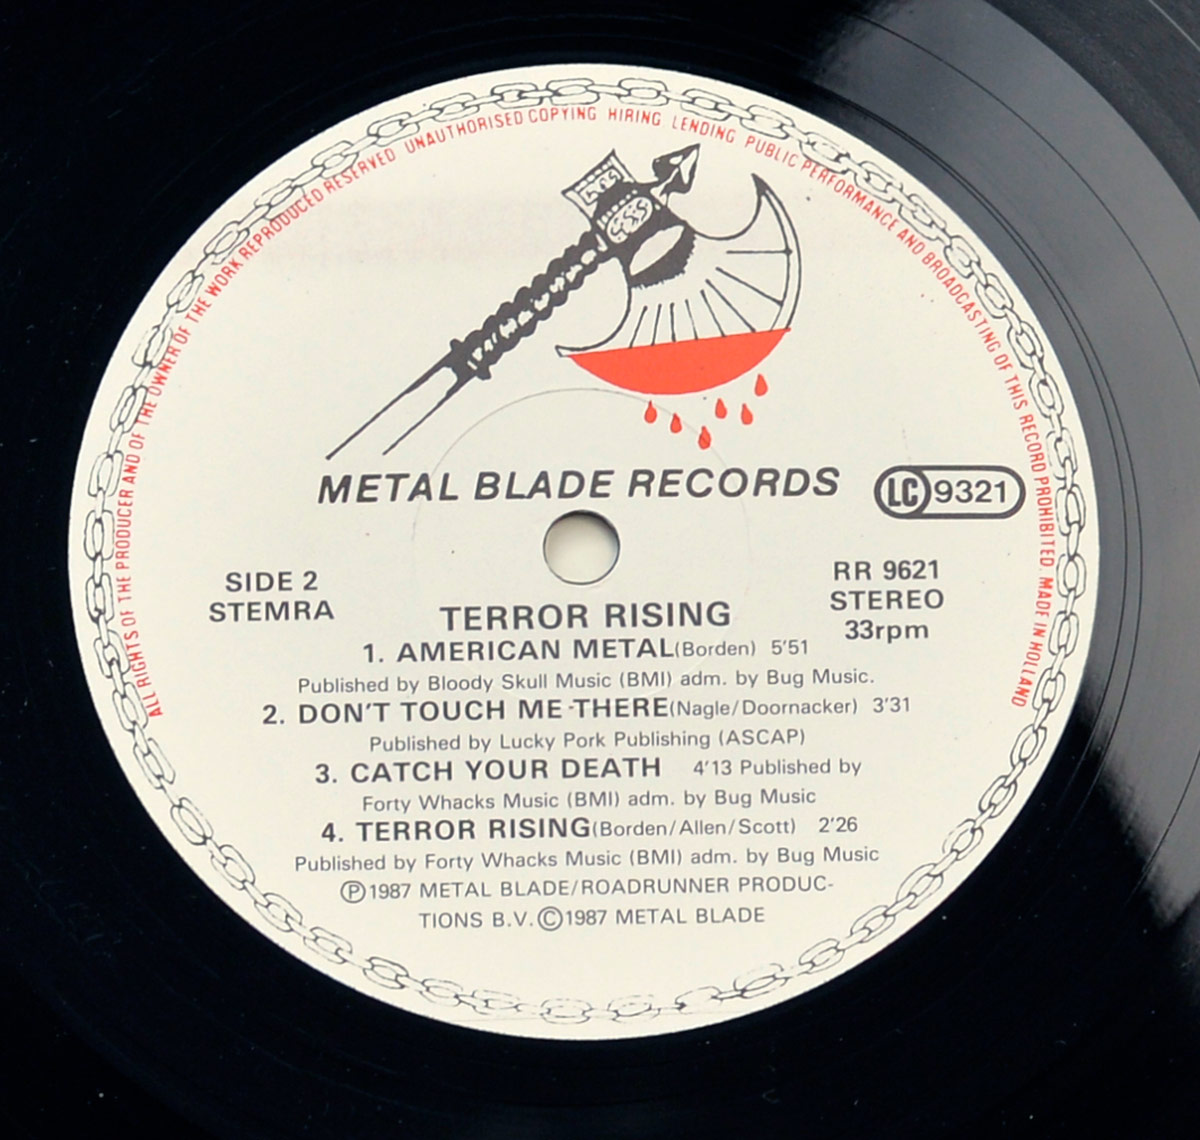 ALL RIGHTS OF THE PRODUCER AND OF THE OWNER OF THE WORK REPRODUCED RESERVED UNAUTHORISED COPYING HIRING LENDING PUBLIC PERFORMANCE AND BROADCASTING OF THIS RECORD PROHIBITED. MADE IN HOLLAND
METAL BLADE RECORDS
LC 9321
SIDE 2
STEMRA
RR 9621
STEREO
33rpm
TERROR RISING
1. AMERICAN METAL(Borden) 5'51
Published by Bloody Skull Music (BMI) adm. by Bug Music.
2. DON'T TOUCH ME THERE(Nagle/Doornacker) 3'31
Published by Lucky Pork Publishing (ASCAP)
3. CATCH YOUR DEATH 4'13 Published by
Forty Whacks Music (BMI) adm. by Bug Music
4. TERROR RISING(Borden/Allen/Scott) 2'26
Published by Forty Whacks Music (BMI) adm. by Bug Music
Ⓟ1987 METAL BLADE/ROADRUNNER PRODUC-
TIONS B.V.©1987 METAL BLADE